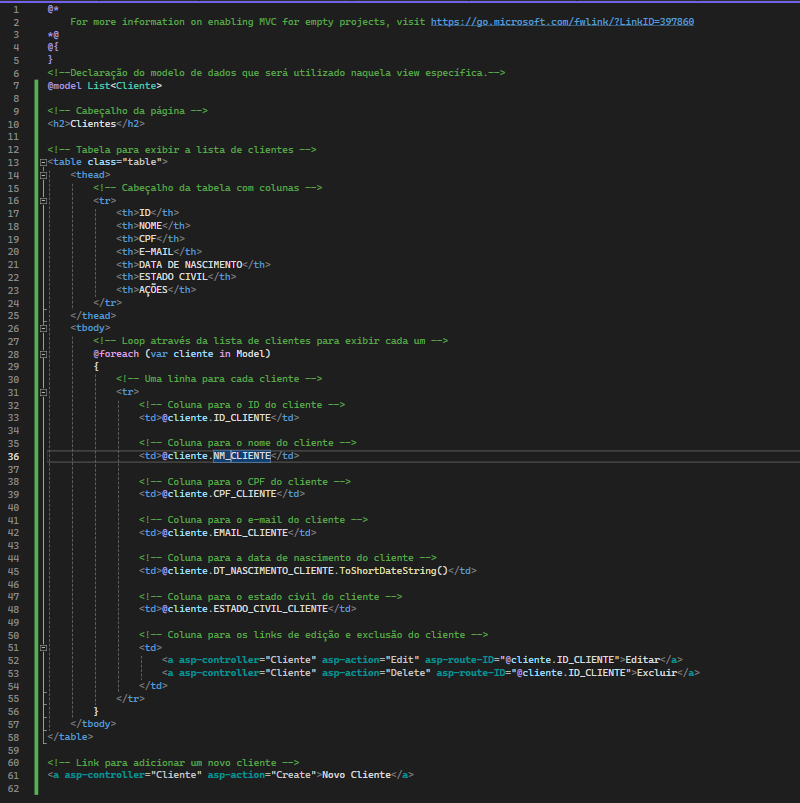 1 @*
2 For more information on enabling MVC for empty projects, visit https://go.microsoft.com/fwlink/?LinkID=397860
3 *@
4 @{
5 }
6 <!--Declaração do modelo de dados que será utilizado naquela view específica.-->
7 @model List<Cliente>
8
9 <!-- Cabeçalho da página -->
10 <h2>Clientes</h2>
11
12 <!-- Tabela para exibir a lista de clientes -->
13 <table class="table">
14 <thead>
15 <!-- Cabeçalho da tabela com colunas -->
16 <tr>
17 <th>ID</th>
18 <th>NOME</th>
19 <th>CPF</th>
20 <th>E-MAIL</th>
21 <th>DATA DE NASCIMENTO</th>
22 <th>ESTADO CIVIL</th>
23 <th>AÇÕES</th>
24 </tr>
25 </thead>
26 <tbody>
27 <!-- Loop através da lista de clientes para exibir cada um -->
28 @foreach (var cliente in Model)
29 {
30 <!-- Uma linha para cada cliente -->
31 <tr>
32 <!-- Coluna para o ID do cliente -->
33 <td>@cliente.ID_CLIENTE</td>
34
35 <!-- Coluna para o nome do cliente -->
36 <td>@cliente.NM_CLIENTE</td>
37
38 <!-- Coluna para o CPF do cliente -->
39 <td>@cliente.CPF_CLIENTE</td>
40
41 <!-- Coluna para o e-mail do cliente -->
42 <td>@cliente.EMAIL_CLIENTE</td>
43
44 <!-- Coluna para a data de nascimento do cliente -->
45 <td>@cliente.DT_NASCIMENTO_CLIENTE.ToShortDateString()</td>
46
47 <!-- Coluna para o estado civil do cliente -->
48 <td>@cliente.ESTADO_CIVIL_CLIENTE</td>
49
50 <!-- Coluna para os links de edição e exclusão do cliente -->
51 <td>
52 <a asp-controller="Cliente" asp-action="Edit" asp-route-ID="@cliente.ID_CLIENTE">Editar</a>
53 <a asp-controller="Cliente" asp-action="Delete" asp-route-ID="@cliente.ID_CLIENTE">Excluir</a>
54 </td>
55 </tr>
56 }
57 </tbody>
58 </table>
59
60 <!-- Link para adicionar um novo cliente -->
61 <a asp-controller="Cliente" asp-action="Create">Novo Cliente</a>
62